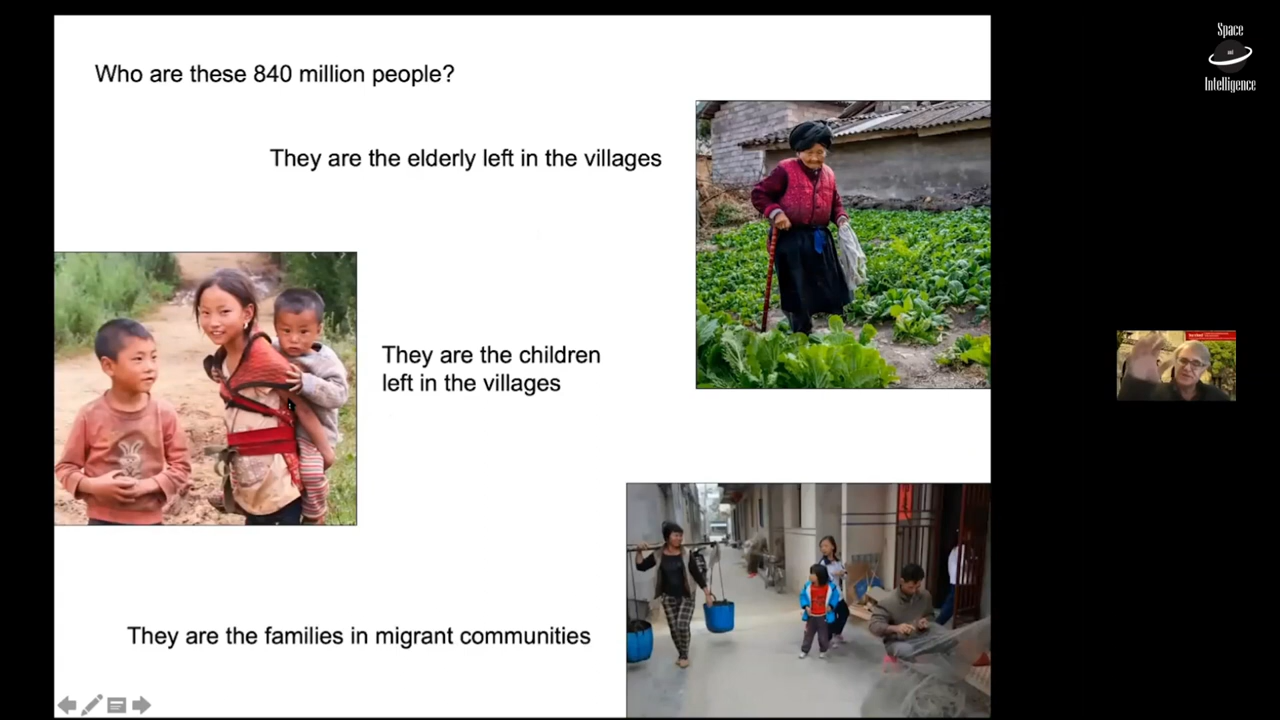 Who are these 840 million people?
They are the elderly left in the villages
They are the children
left in the villages
They are the families in migrant communities
Space
and
Intelligence